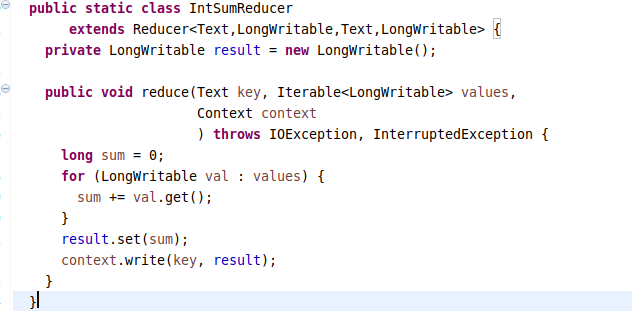 public static class IntSumReducer
     extends Reducer<Text,LongWritable,Text,LongWritable> {
  private LongWritable result = new LongWritable();

  public void reduce(Text key, Iterable<LongWritable> values,
                     Context context
                     ) throws IOException, InterruptedException {
    long sum = 0;
    for (LongWritable val : values) {
      sum += val.get();
    }
    result.set(sum);
    context.write(key, result);
  }
}